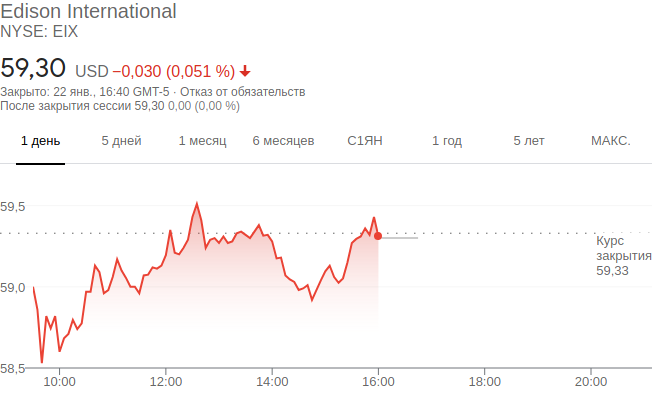 Edison International
NYSE: EIX
59,30 USD −0,030 (0,051 %)
Закрыто: 22 янв., 16:40 GMT-5 · Отказ от обязательств
После закрытия сессии 59,30 0,00 (0,00 %)
1 день 5 дней 1 месяц 6 месяцев С1ЯН 1 год 5 лет МАКС.
59,5
Курс
закрытия
59,33
59,0
58,5
10:00 12:00 14:00 16:00 18:00 20:00